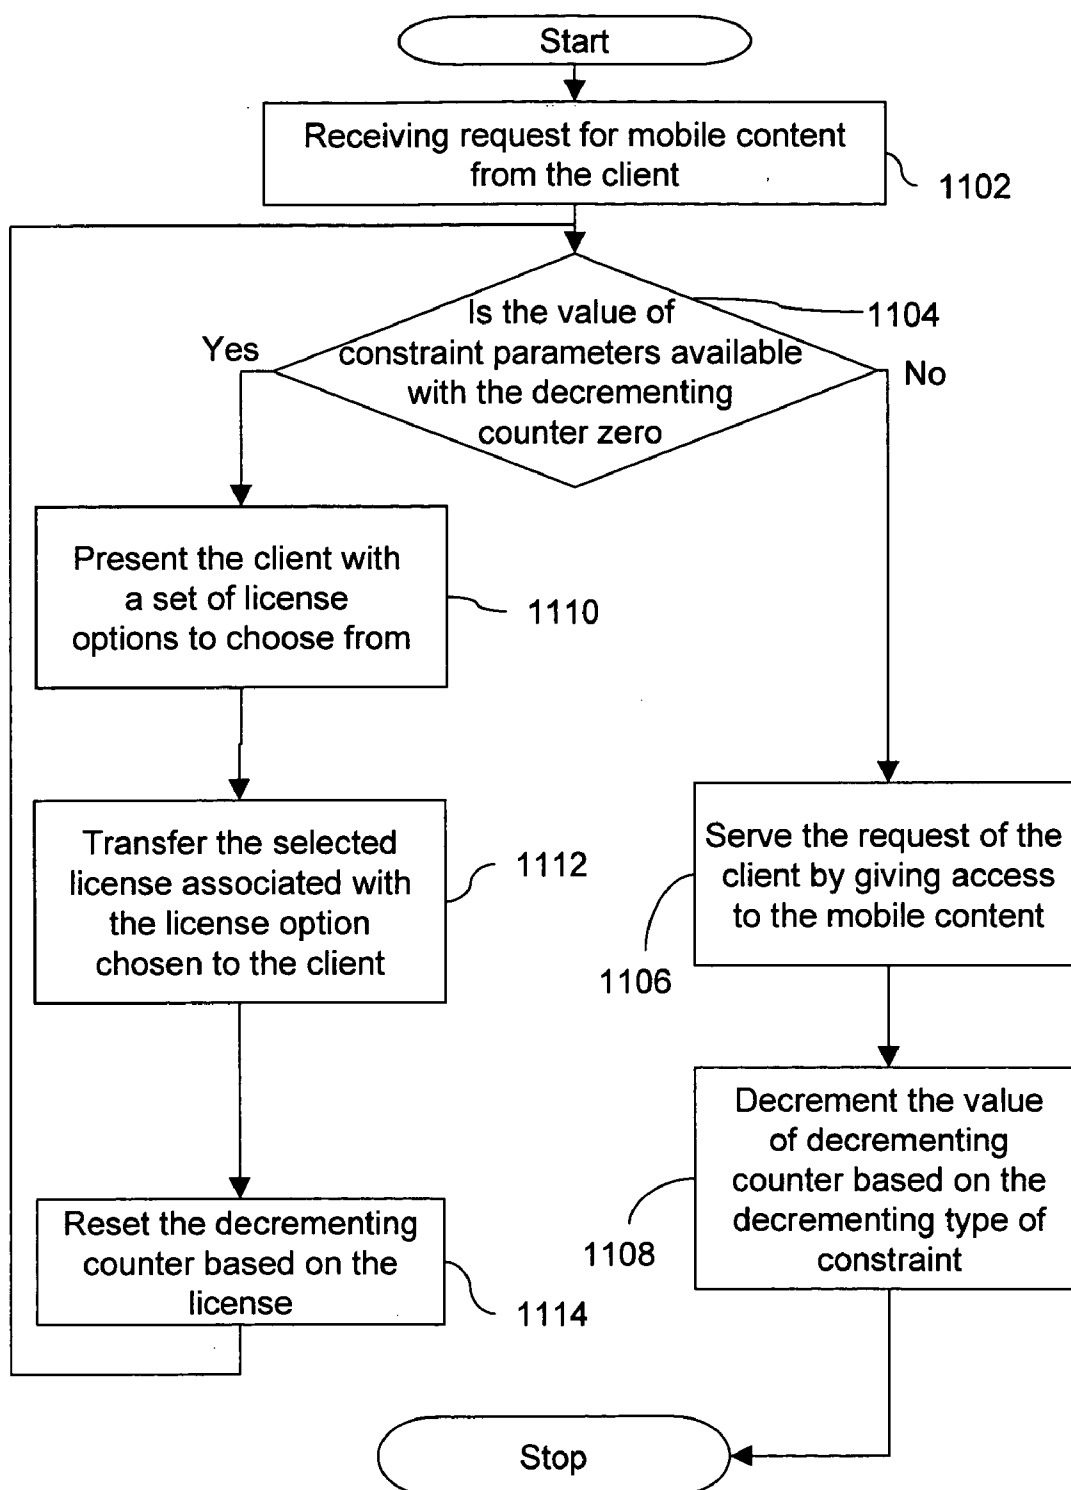 Start
Receiving request for mobile content
from the client
1102
Is the value of
constraint parameters available
with the decrementing
counter zero
1104
Yes
No
Present the client with
a set of license
options to choose from
1110
Transfer the selected
license associated with
the license option
chosen to the client
1112
Serve the request of the
client by giving access
to the mobile content
1106
Decrement the value
of decrementing
counter based on the
decrementing type of
constraint
1108
Reset the decrementing
counter based on the
license
1114
Stop